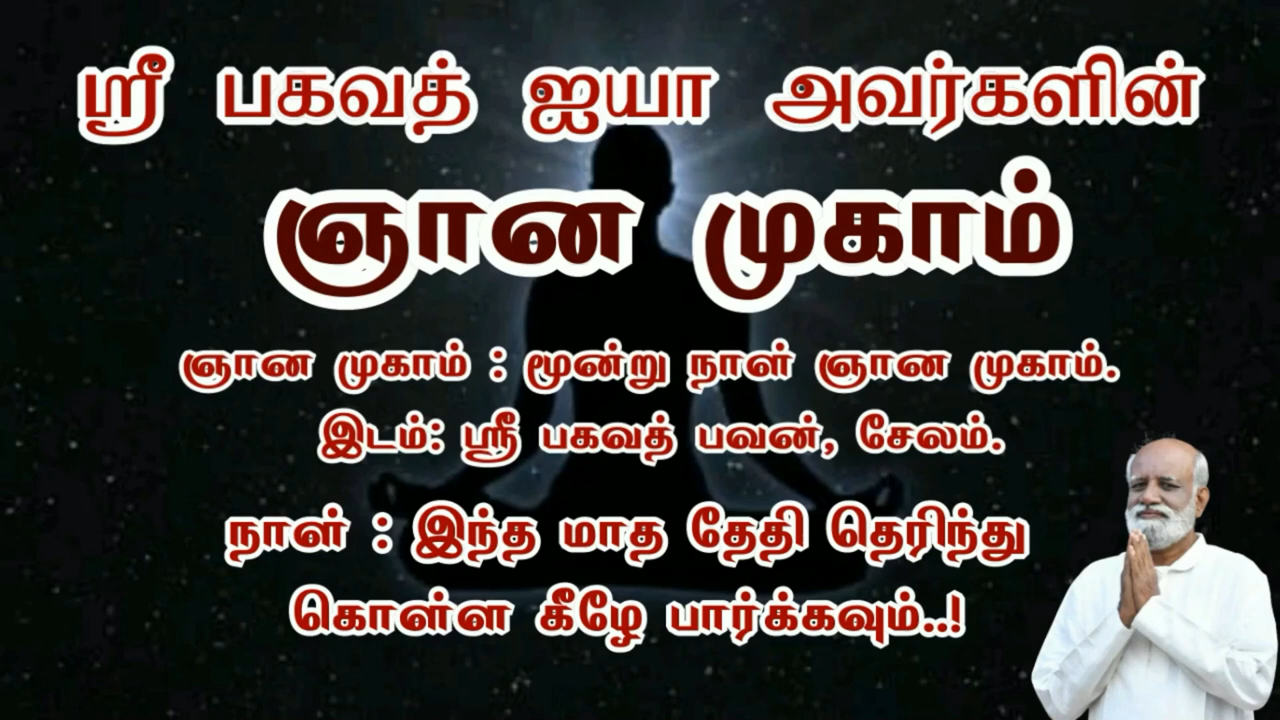 ஸ்ரீ பகவத் ஐயா அவர்களின்
ஞான முகாம்
ஞான முகாம் : மூன்று நாள் ஞான முகாம்.
இடம்: ஸ்ரீ பகவத் பவன், சேலம்.
நாள் : இந்த மாத தேதி தெரிந்து
கொள்ள கீழே பார்க்கவும்..!